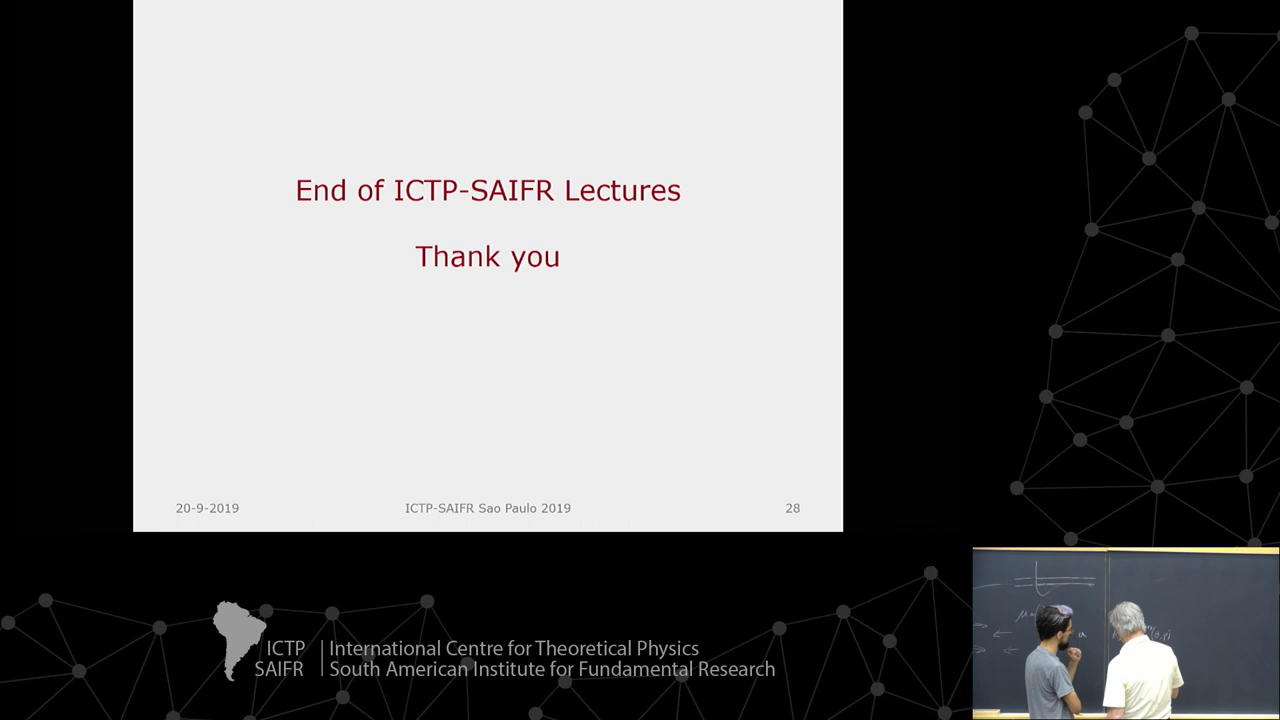 End of ICTP-SAIFR Lectures
Thank you
20-9-2019
ICTP-SAIFR Sao Paulo 2019
28
ICTP
SAIFR
International Centre for Theoretical Physics
South American Institute for Fundamental Research